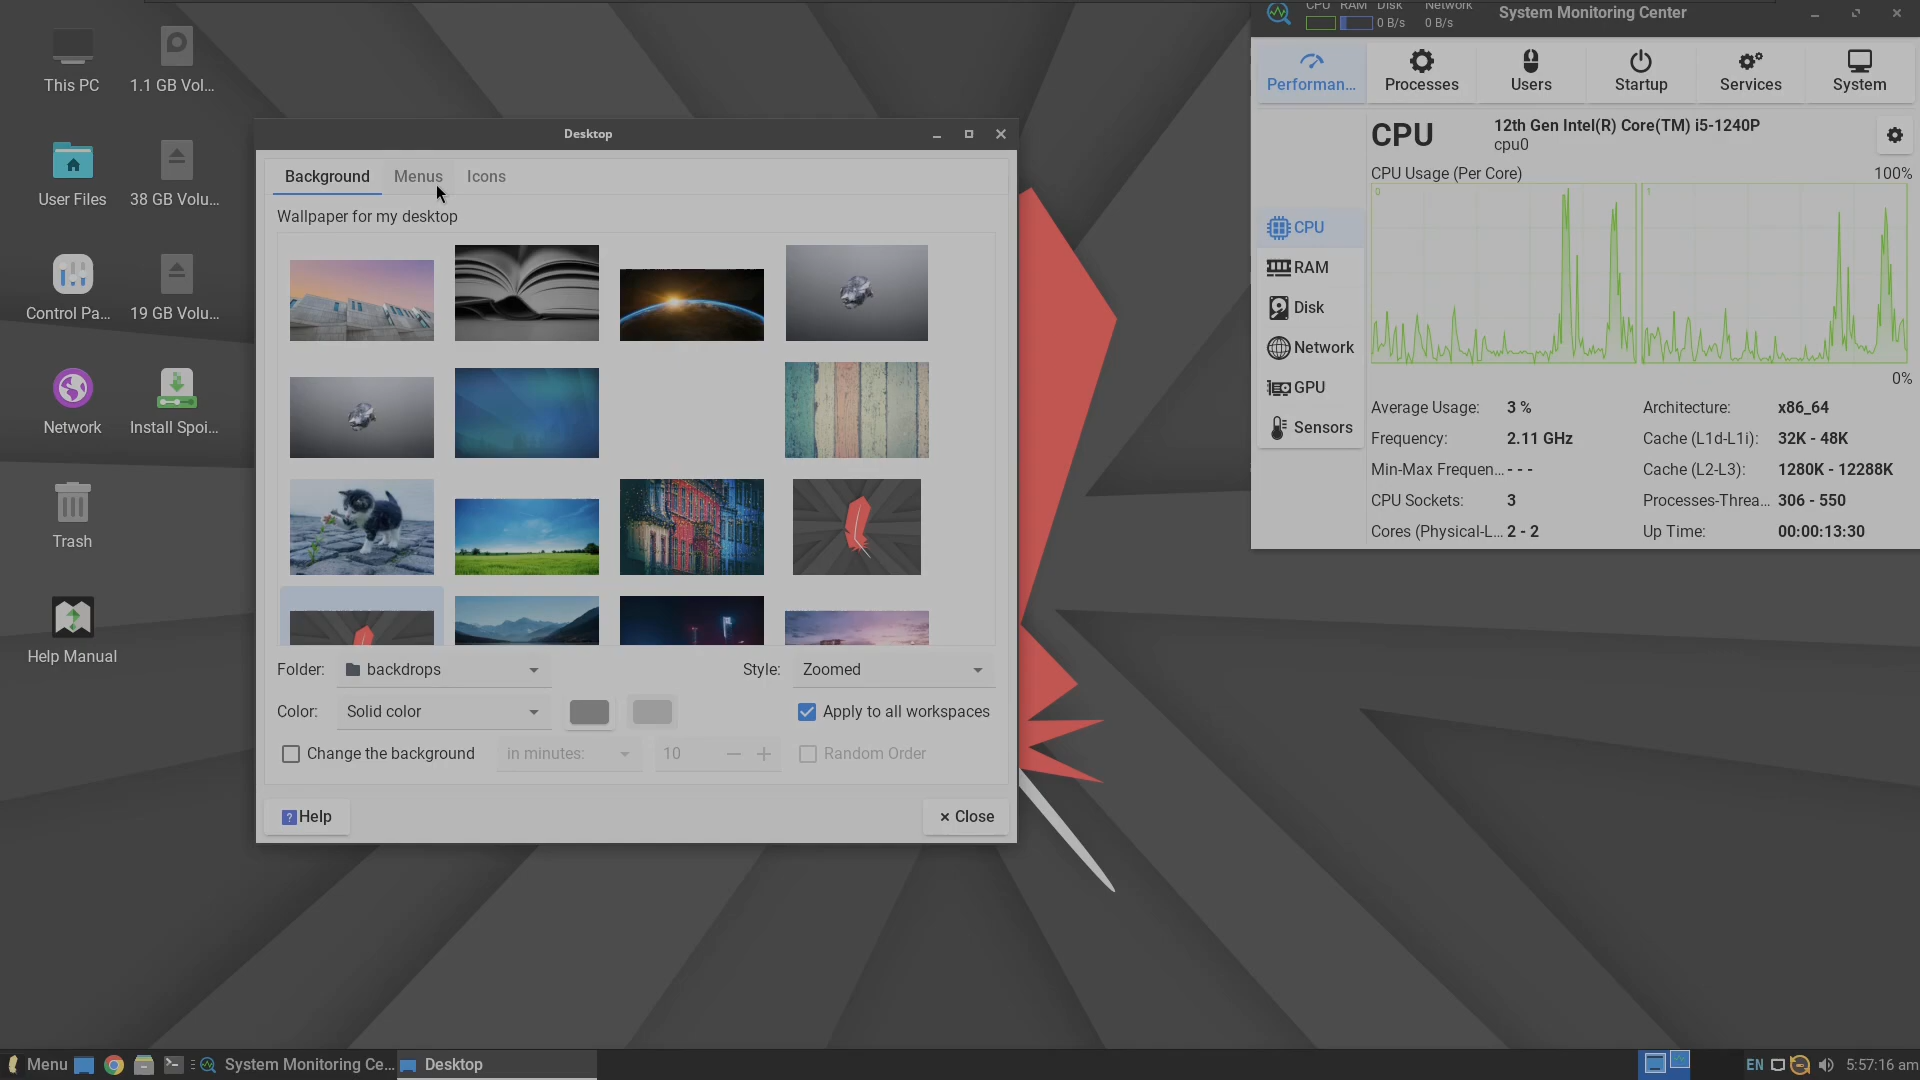 This PC
1.1 GB Vol...
User Files
38 GB Volu...
Control Pa...
19 GB Volu...
Network
Install Spoi...
Trash
Help Manual
Desktop
Background
Menus
Icons
Wallpaper for my desktop
Folder:
backdrops
Style:
Zoomed
Color:
Solid color
Apply to all workspaces
Change the background
in minutes:
10
Random Order
Help
Close
CPU RAM Disk Network
0 B/s 0 B/s
System Monitoring Center
Performan...
Processes
Users
Startup
Services
System
CPU
RAM
Disk
Network
GPU
Sensors
CPU
12th Gen Intel(R) Core(TM) i5-1240P
cpu0
CPU Usage (Per Core)
100%
0
1
0%
Average Usage: 3 %
Architecture: x86_64
Frequency: 2.11 GHz
Cache (L1d-L1i): 32K - 48K
Min-Max Frequen... - - -
Cache (L2-L3): 1280K - 12288K
CPU Sockets: 3
Processes-Threa... 306 - 550
Cores (Physical-L... 2 - 2
Up Time: 00:00:13:30
Menu
System Monitoring Ce...
Desktop
EN
5:57:16 am